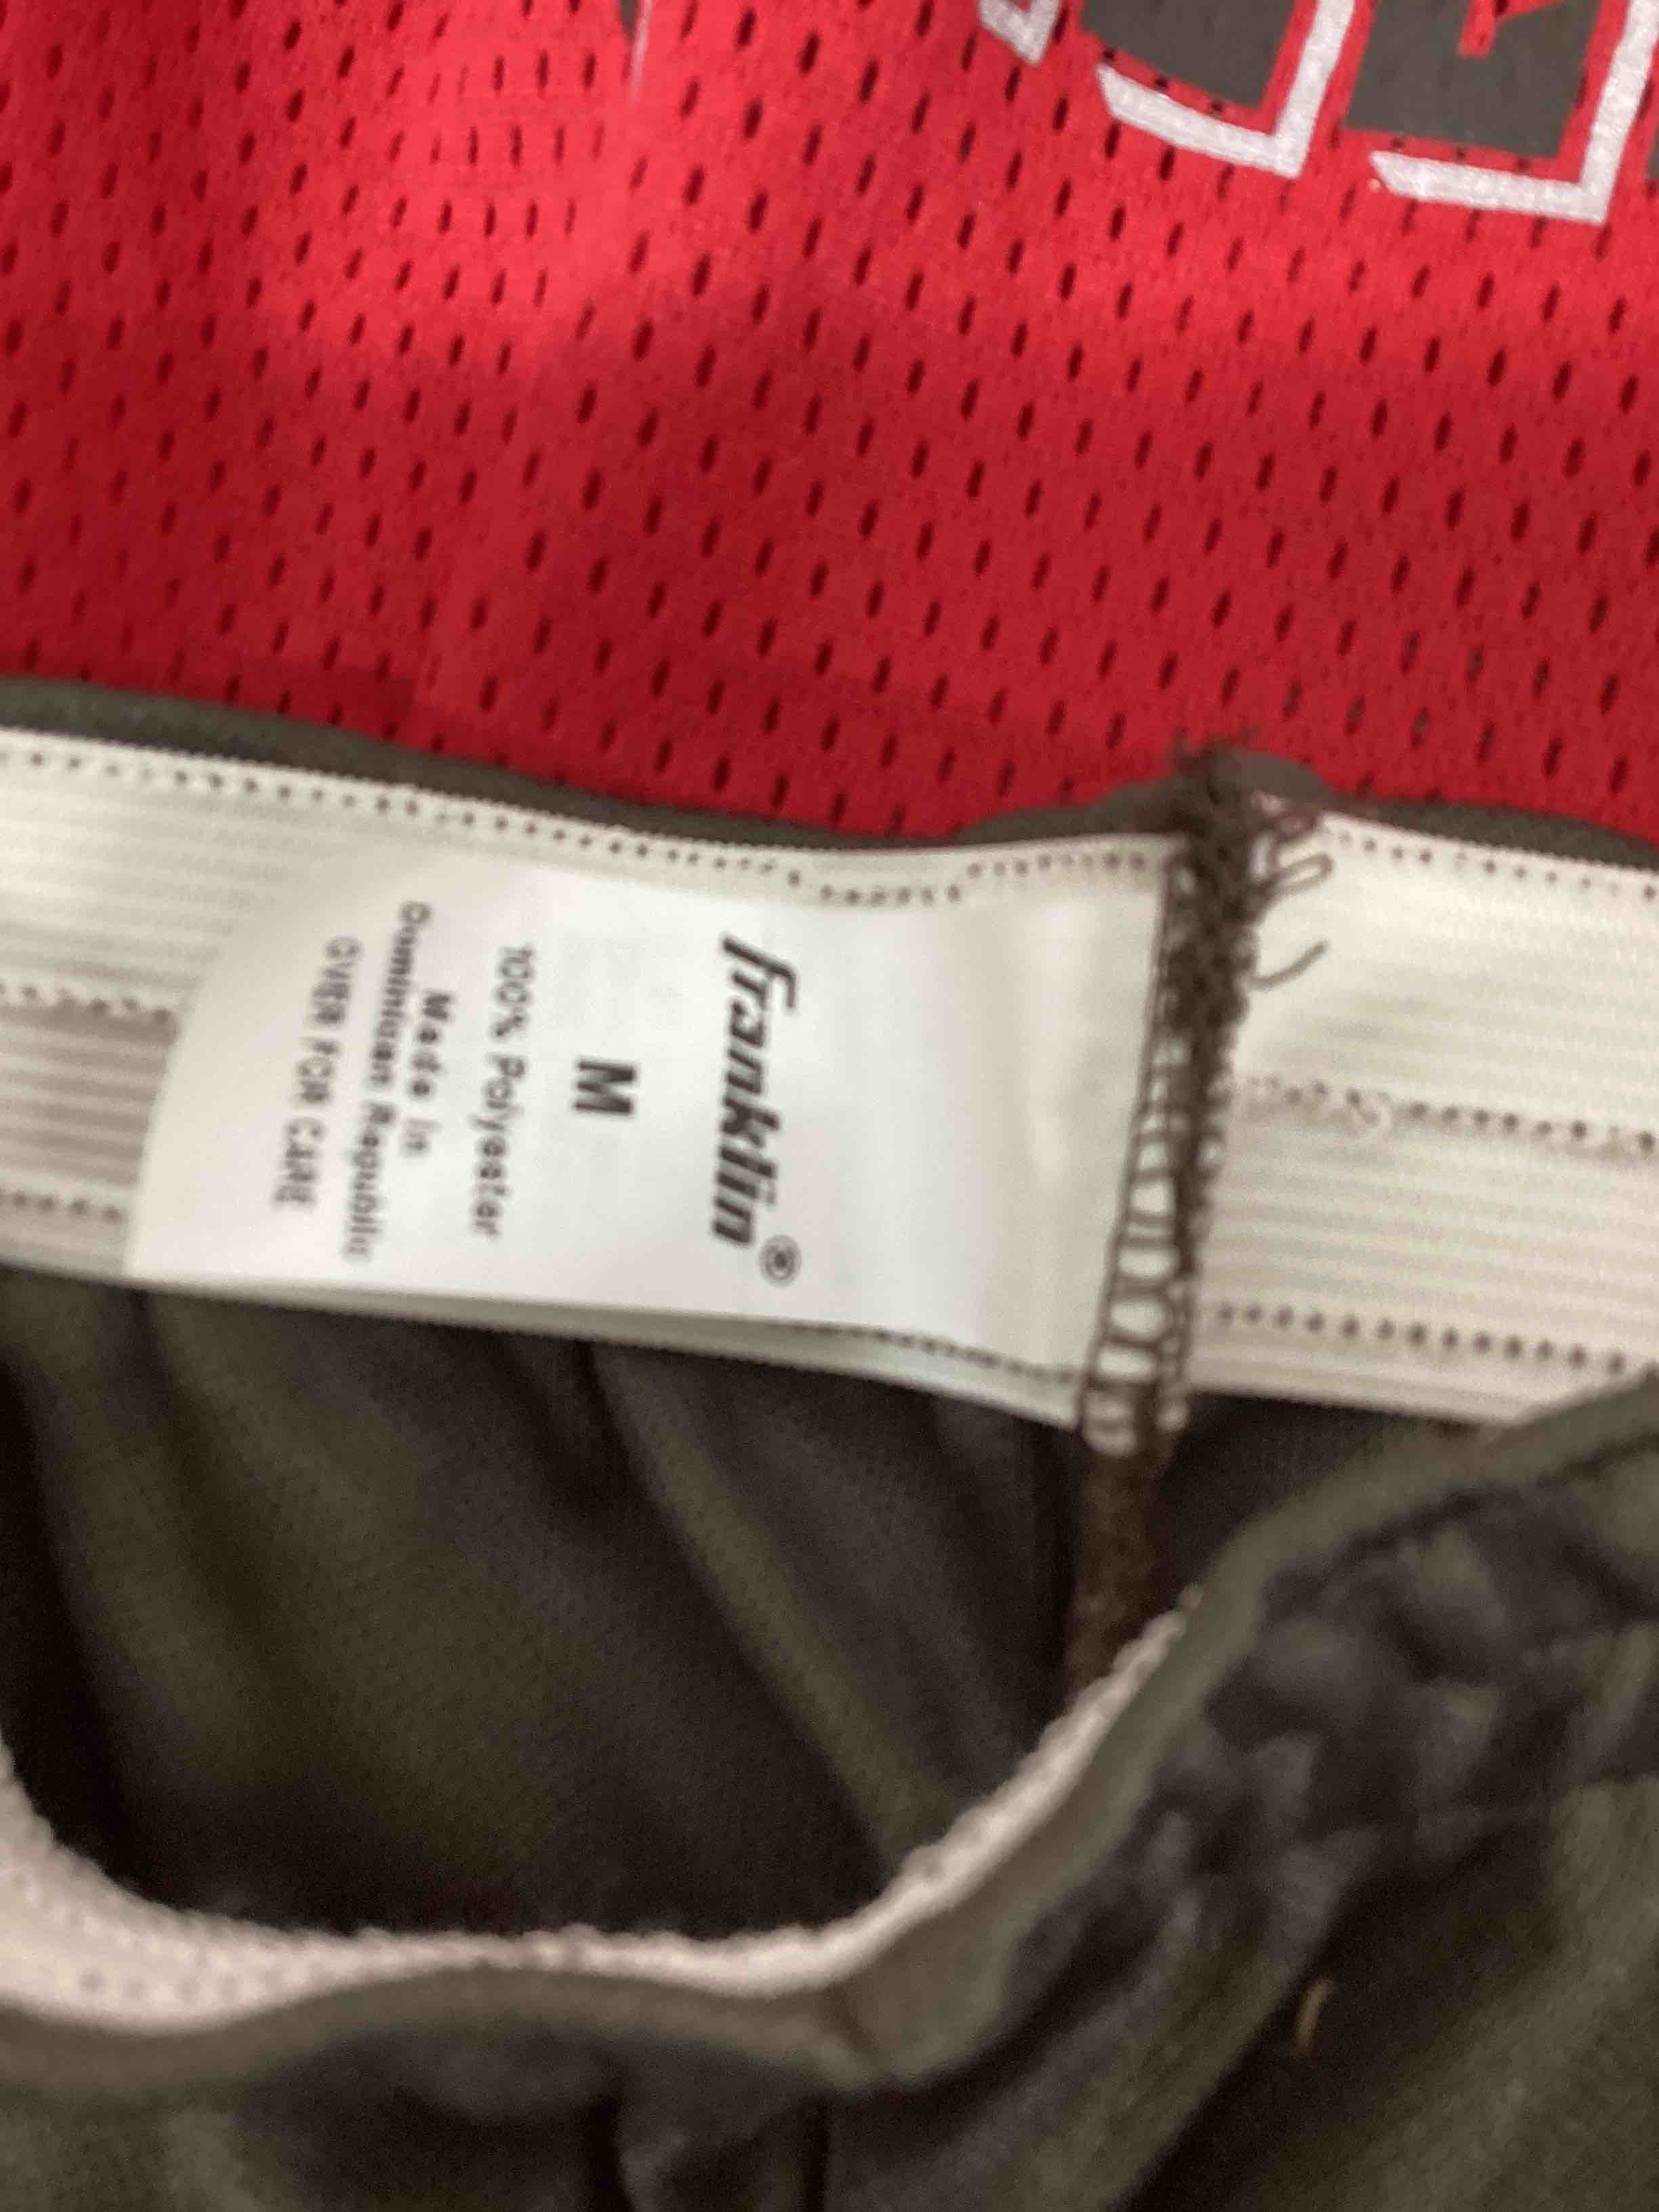 franklin®
M
100% Polyester
Made in
Dominican Republic
OVER FOR CARE